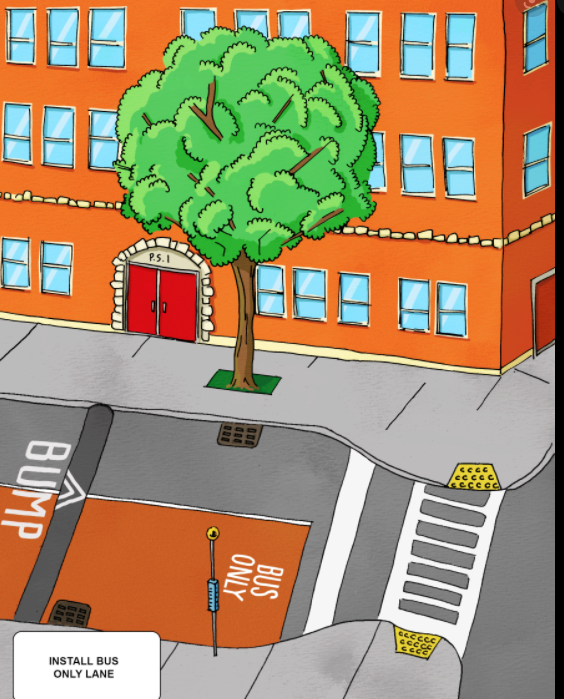 P.S. 1
BUMP
BUS
ONLY
INSTALL BUS
ONLY LANE